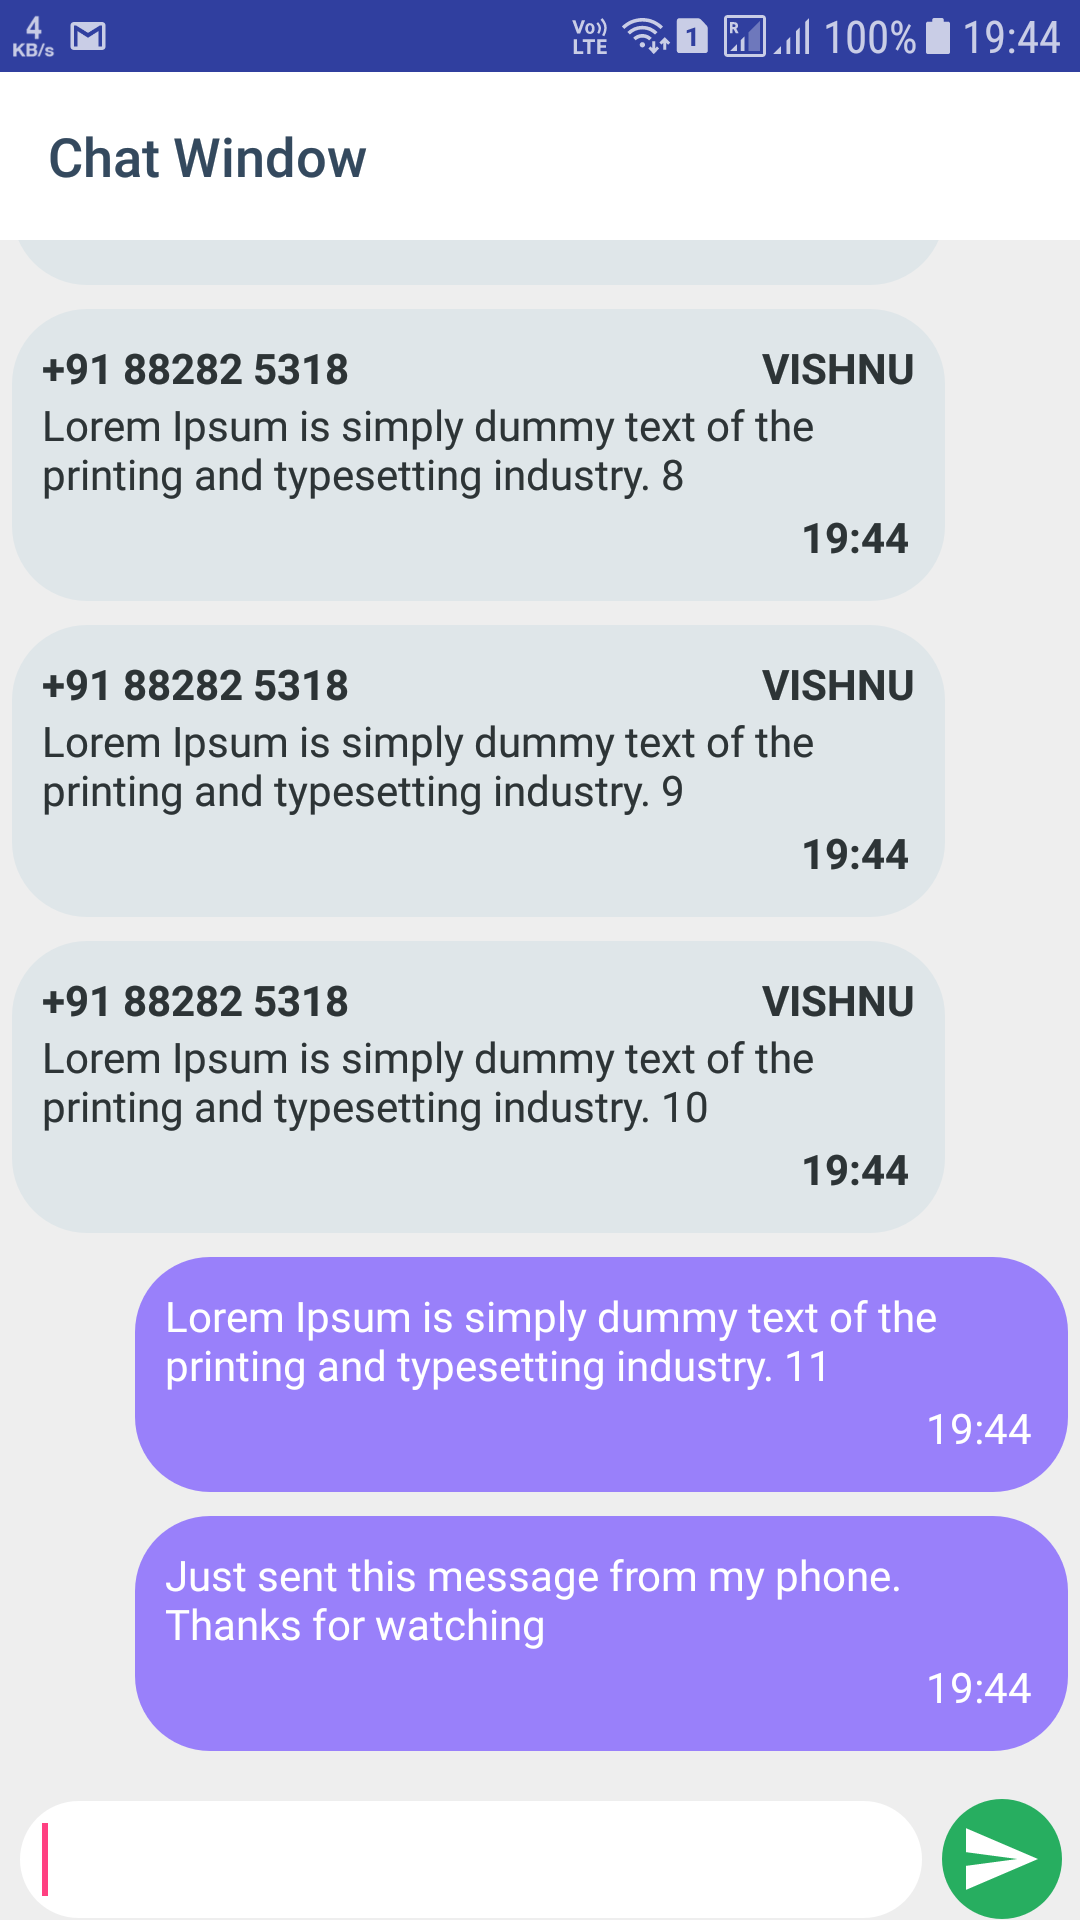 4
KB/s
Vo))
LTE
1
R
100%
19:44
Chat Window
+91 88282 5318
VISHNU
Lorem Ipsum is simply dummy text of the
printing and typesetting industry. 8
19:44
+91 88282 5318
VISHNU
Lorem Ipsum is simply dummy text of the
printing and typesetting industry. 9
19:44
+91 88282 5318
VISHNU
Lorem Ipsum is simply dummy text of the
printing and typesetting industry. 10
19:44
Lorem Ipsum is simply dummy text of the
printing and typesetting industry. 11
19:44
Just sent this message from my phone.
Thanks for watching
19:44